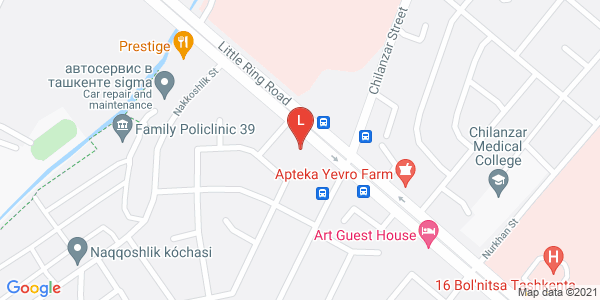 Prestige
автосервис в
ташкенте sigma
Car repair and
maintenance
Nakkoshlik St
Little Ring Road
Chilanzar Street
Family Policlinic 39
L
Chilanzar
Medical
College
Apteka Yevro Farm
Nurkhan St
Art Guest House
Naqqoshlik kóchasi
H
16 Bol'nitsa Tashkenta
Google
Map data ©2021